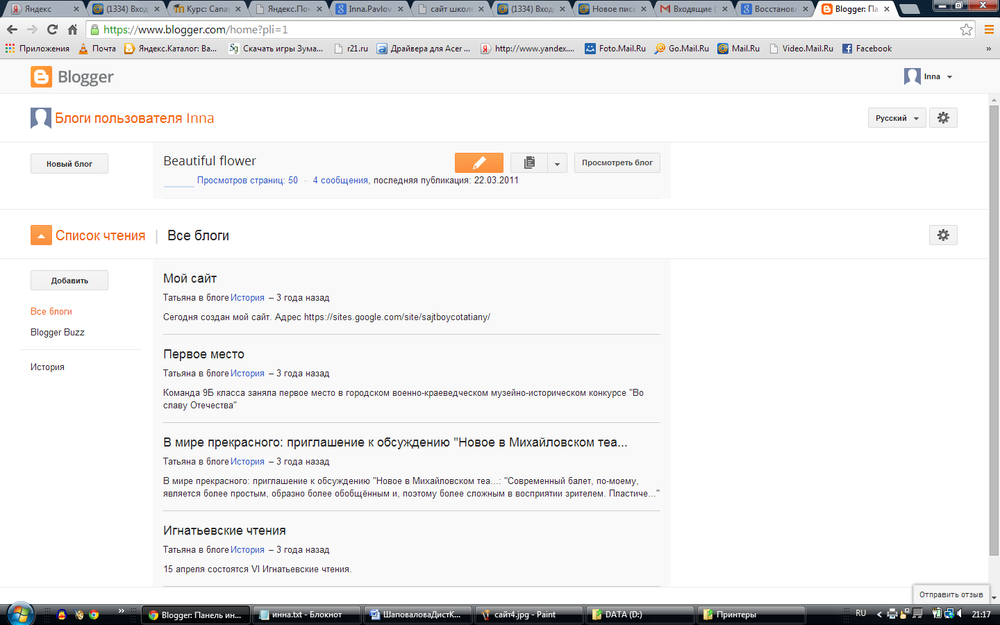 Яндекс
(1334) Вход
Курс: Canad
Яндекс.Поч
Inna.Pavlov
сайт школ
(1334) Вход
Новое пись
Входящие (
Восстановл
Blogger: Па
https://www.blogger.com/home?pli=1
Приложения
Почта
Яндекс.Каталог: Ва...
Скачать игры Зума...
r21.ru
Драйвера для Acer ...
http://www.yandex....
Foto.Mail.Ru
Go.Mail.Ru
Mail.Ru
Video.Mail.Ru
Facebook
»
Blogger
Inna
Блоги пользователя Inna
Русский
Новый блог
Beautiful flower
Просмотреть блог
Просмотров страниц: 50 - 4 сообщения, последняя публикация: 22.03.2011
Список чтения | Все блоги
Добавить
Все блоги
Blogger Buzz
История
Мой сайт
Татьяна в блоге История – 3 года назад
Сегодня создан мой сайт. Адрес https://sites.google.com/site/sajtboycotatiany/
Первое место
Татьяна в блоге История – 3 года назад
Команда 9Б класса заняла первое место в городском военно-краеведческом музейно-историческом конкурсе "Во
славу Отечества"
В мире прекрасного: приглашение к обсуждению "Новое в Михайловском теа...
Татьяна в блоге История – 3 года назад
В мире прекрасного: приглашение к обсуждению "Новое в Михайловском теа...: "Современный балет, по-моему,
является более простым, образно более обобщённым и, поэтому более сложным в восприятии зрителем. Пластиче..."
Игнатьевские чтения
Татьяна в блоге История – 3 года назад
15 апреля состоятся VI Игнатьевские чтения.
Отправить отзыв
»
Blogger: Панель ин...
инна.txt - Блокнот
ШаповаловаДистК...
сайт4.jpg - Paint
DATA (D:)
Принтеры
RU
21:17